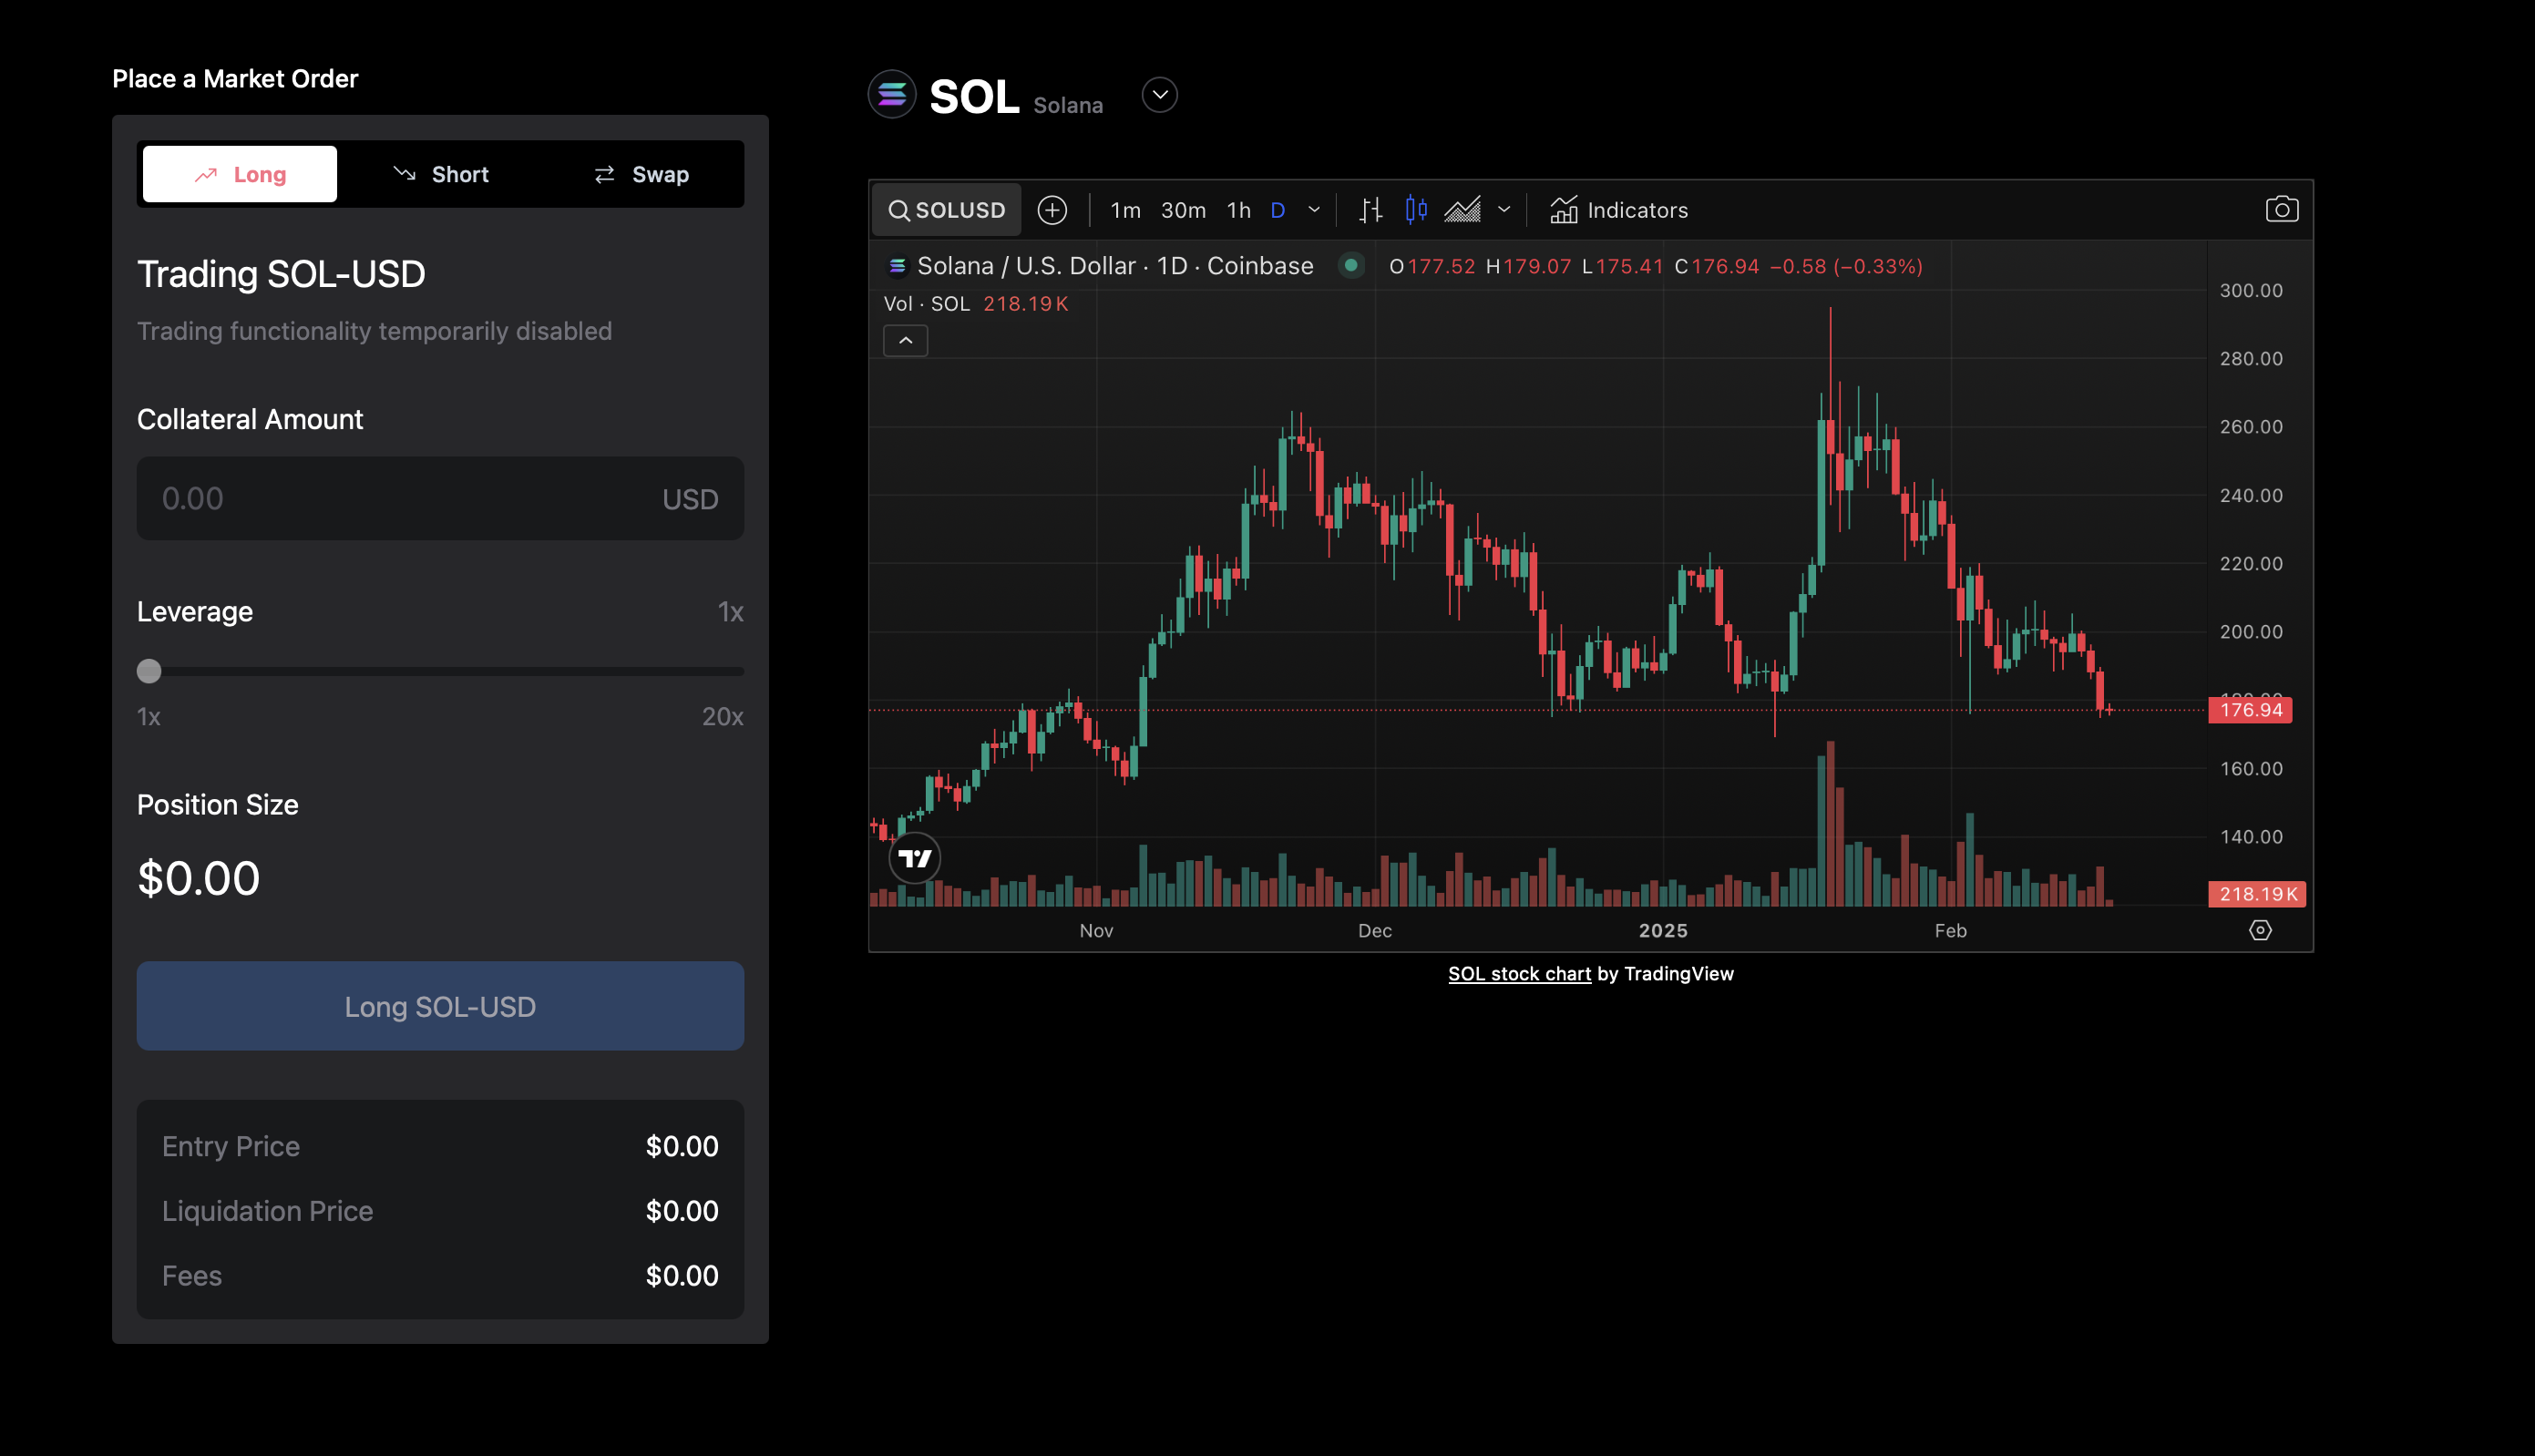 Place a Market Order
Long Short Swap
Trading SOL-USD
Trading functionality temporarily disabled
Collateral Amount
0.00 USD
Leverage 1x
1x 20x
Position Size
$0.00
Long SOL-USD
Entry Price $0.00
Liquidation Price $0.00
Fees $0.00
SOL Solana
SOLUSD 1m 30m 1h D Indicators
Solana / U.S. Dollar · 1D · Coinbase O177.52 H179.07 L175.41 C176.94 −0.58 (−0.33%)
Vol · SOL 218.19K
300.00
280.00
260.00
240.00
220.00
200.00
180.00
176.94
160.00
140.00
218.19K
Nov Dec 2025 Feb
SOL stock chart by TradingView